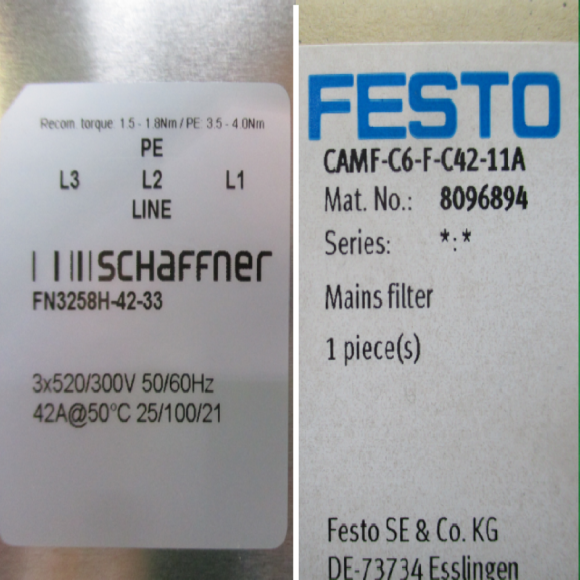 Recom. torque: 1.5 - 1.8Nm / PE: 3.5 - 4.0Nm
PE
L3 L2 L1
LINE
SCHaFFner
FN3258H-42-33
3x520/300V 50/60Hz
42A@50°C 25/100/21
FESTO
CAMF-C6-F-C42-11A
Mat. No.: 8096894
Series: *:*
Mains filter
1 piece(s)
Festo SE & Co. KG
DE-73734 Esslingen